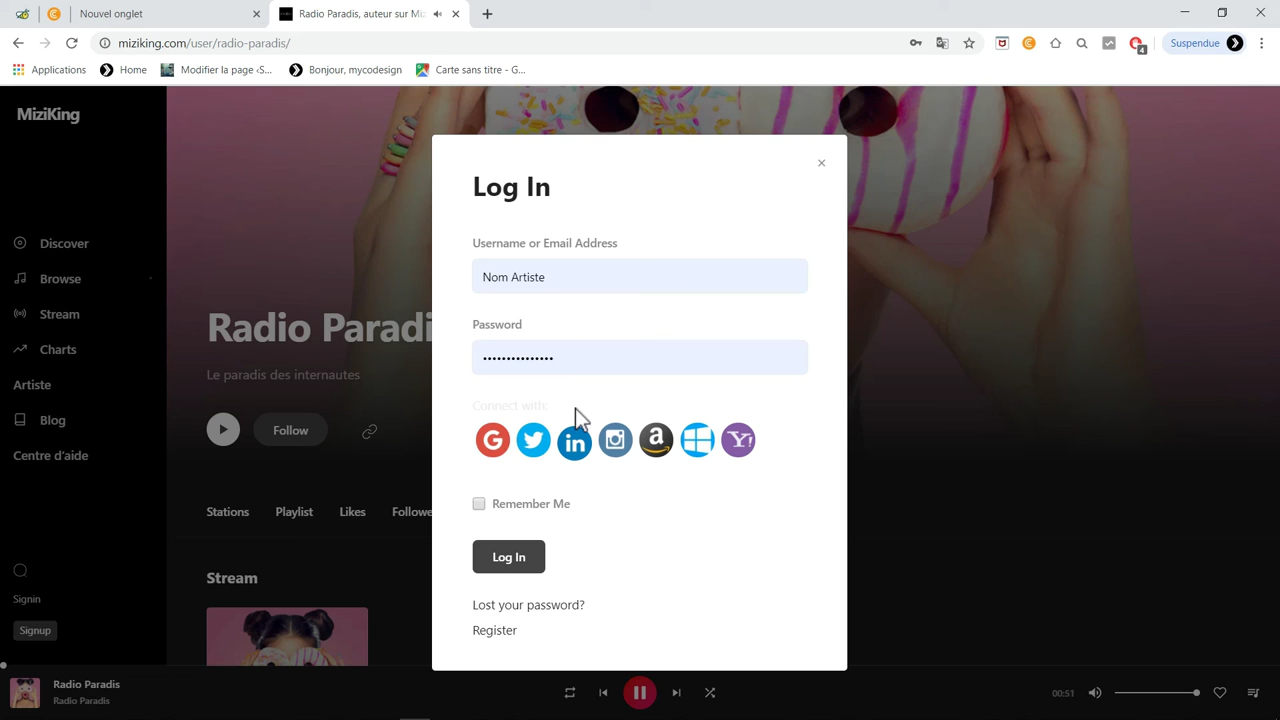 Nouvel onglet
Radio Paradis, auteur sur Miz
miziking.com/user/radio-paradis/
4
Suspendue
Applications
Home
Modifier la page ‹S...
Bonjour, mycodesign
Carte sans titre - G...
MiziKing
Discover
Browse
Stream
Charts
Artiste
Blog
Centre d'aide
Signin
Signup
Radio Paradi
Le paradis des internautes
Follow
Stations
Playlist
Likes
Followe
Stream
Log In
Username or Email Address
Nom Artiste
Password
•••••••••••••••
Connect with:
G
in
a
Y!
Remember Me
Log In
Lost your password?
Register
Radio Paradis
Radio Paradis
00:51